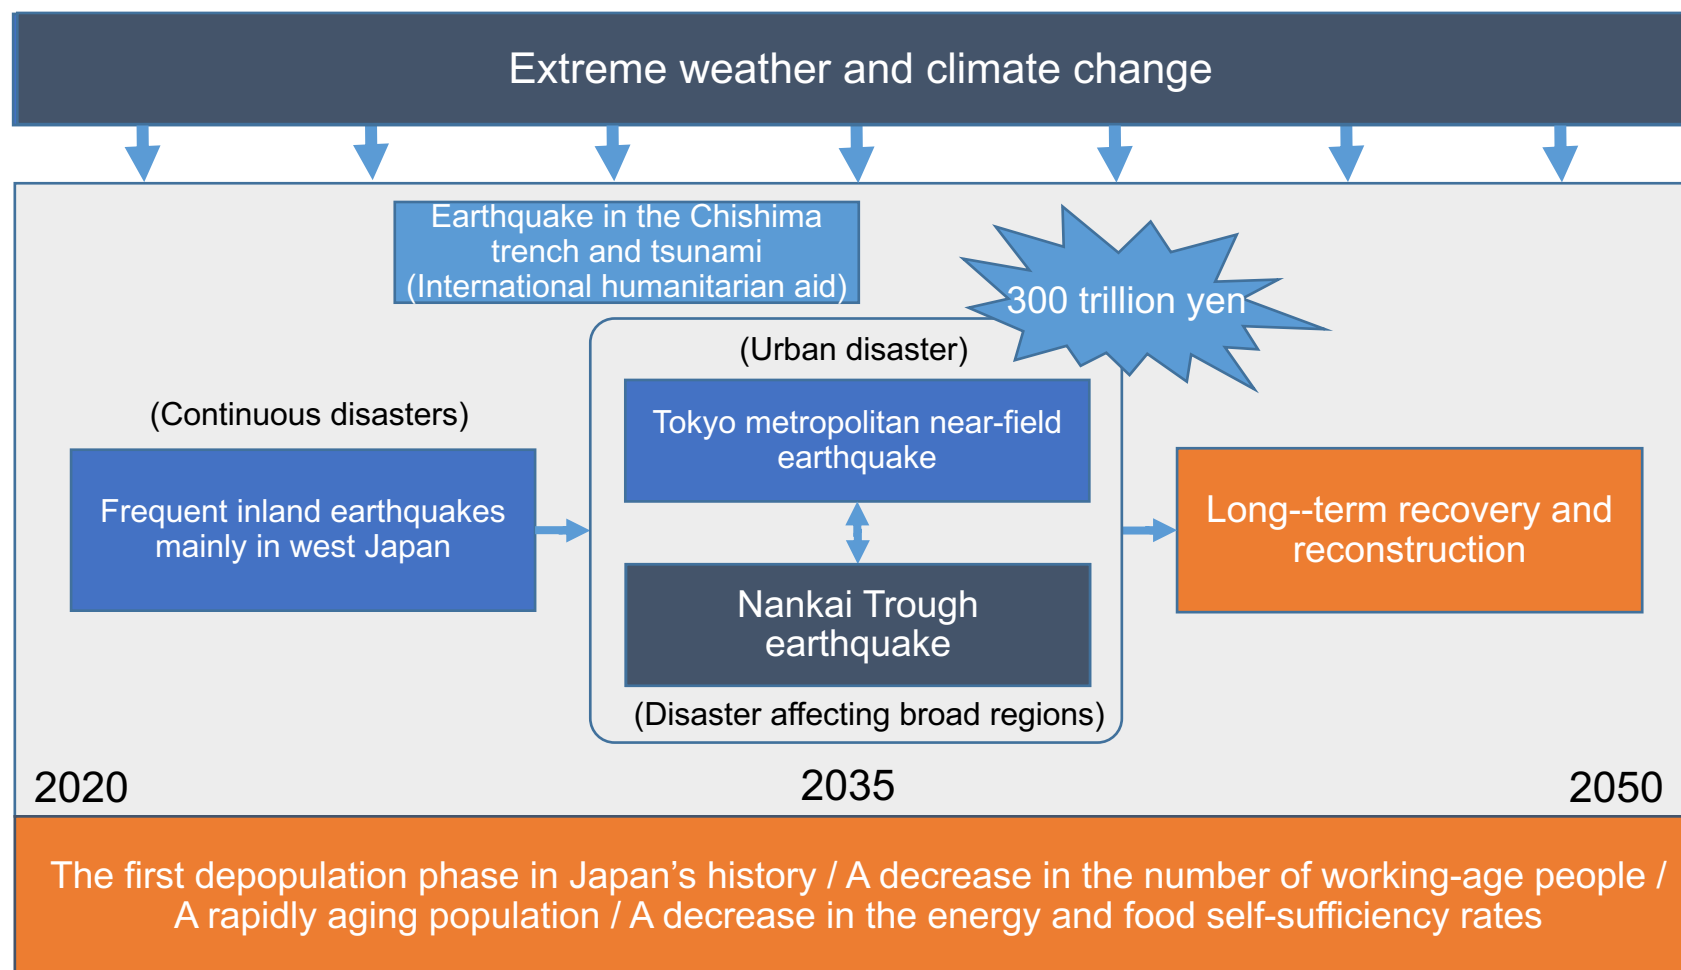 Extreme weather and climate change
Earthquake in the Chishima
trench and tsunami
(International humanitarian aid)
300 trillion yen
(Urban disaster)
Tokyo metropolitan near-field
earthquake
(Continuous disasters)
Frequent inland earthquakes
mainly in west Japan
Long--term recovery and
reconstruction
Nankai Trough
earthquake
(Disaster affecting broad regions)
2020
2035
2050
The first depopulation phase in Japan’s history / A decrease in the number of working-age people /
A rapidly aging population / A decrease in the energy and food self-sufficiency rates